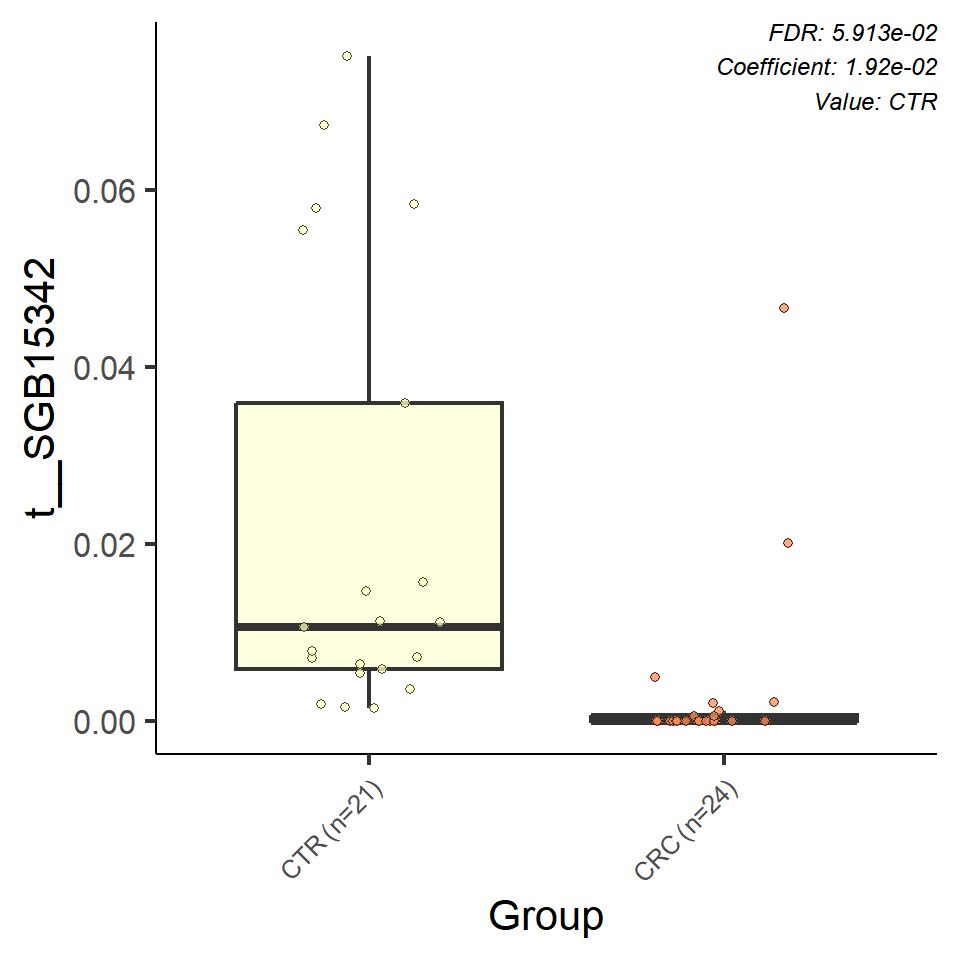 FDR: 5.913e-02
Coefficient: 1.92e-02
Value: CTR
t__SGB15342
0.06
0.04
0.02
0.00
CTR (n=21)
CRC (n=24)
Group